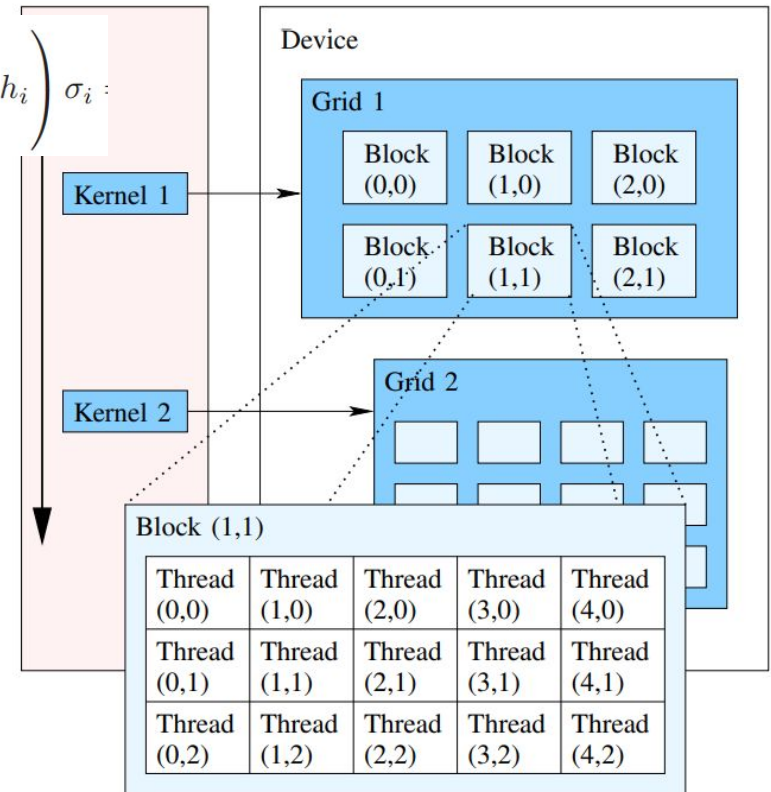 h_i ) σ_i
Device
Grid 1
Block Block Block
(0,0) (1,0) (2,0)
Kernel 1
Block Block Block
(0,1) (1,1) (2,1)
Grid 2
Kernel 2
Block (1,1)
Thread Thread Thread Thread Thread
(0,0) (1,0) (2,0) (3,0) (4,0)
Thread Thread Thread Thread Thread
(0,1) (1,1) (2,1) (3,1) (4,1)
Thread Thread Thread Thread Thread
(0,2) (1,2) (2,2) (3,2) (4,2)